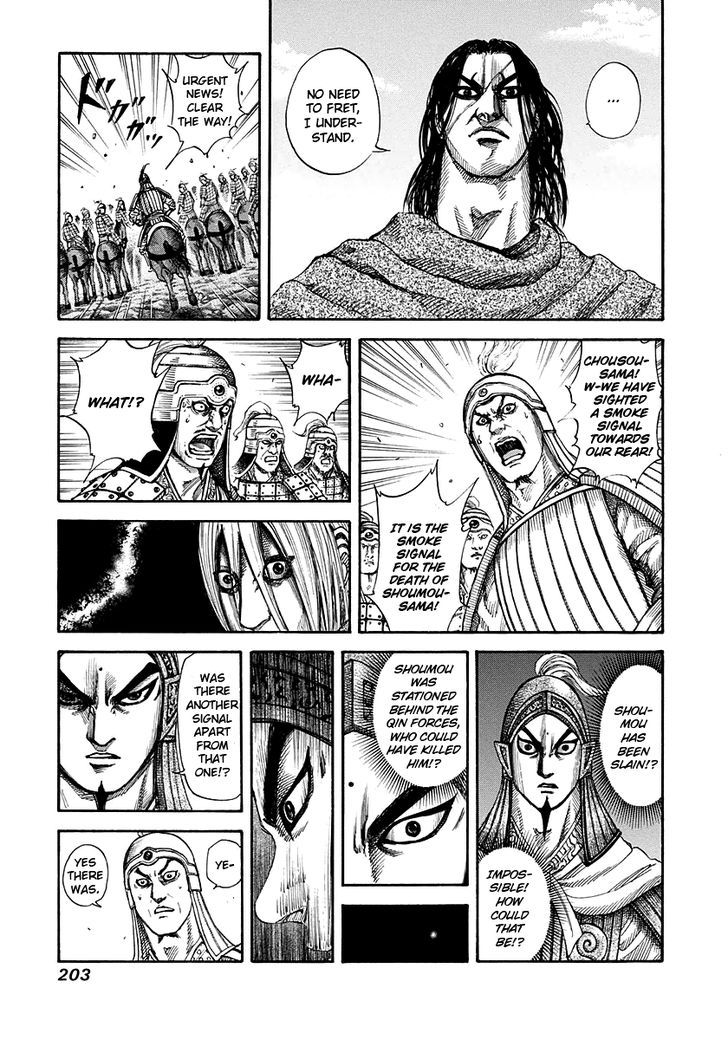 ...
NO NEED
TO FRET,
I UNDER-
STAND.
URGENT
NEWS!
CLEAR
THE WAY!
ドガガッ
CHOUSOU-
SAMA!
W-WE HAVE
SIGHTED
A SMOKE
SIGNAL
TOWARDS
OUR REAR!
IT IS THE
SMOKE
SIGNAL
FOR THE
DEATH OF
SHOUMOU-
SAMA!
WHA-
WHAT!?
SHOU-
MOU
HAS
BEEN
SLAIN!?
IMPOS-
SIBLE!
HOW
COULD
THAT
BE!?
SHOUMOU
WAS
STATIONED
BEHIND THE
QIN FORCES,
WHO COULD
HAVE KILLED
HIM!?
WAS
THERE
ANOTHER
SIGNAL
APART
FROM
THAT
ONE!?
YE-
YES
THERE
WAS.
203